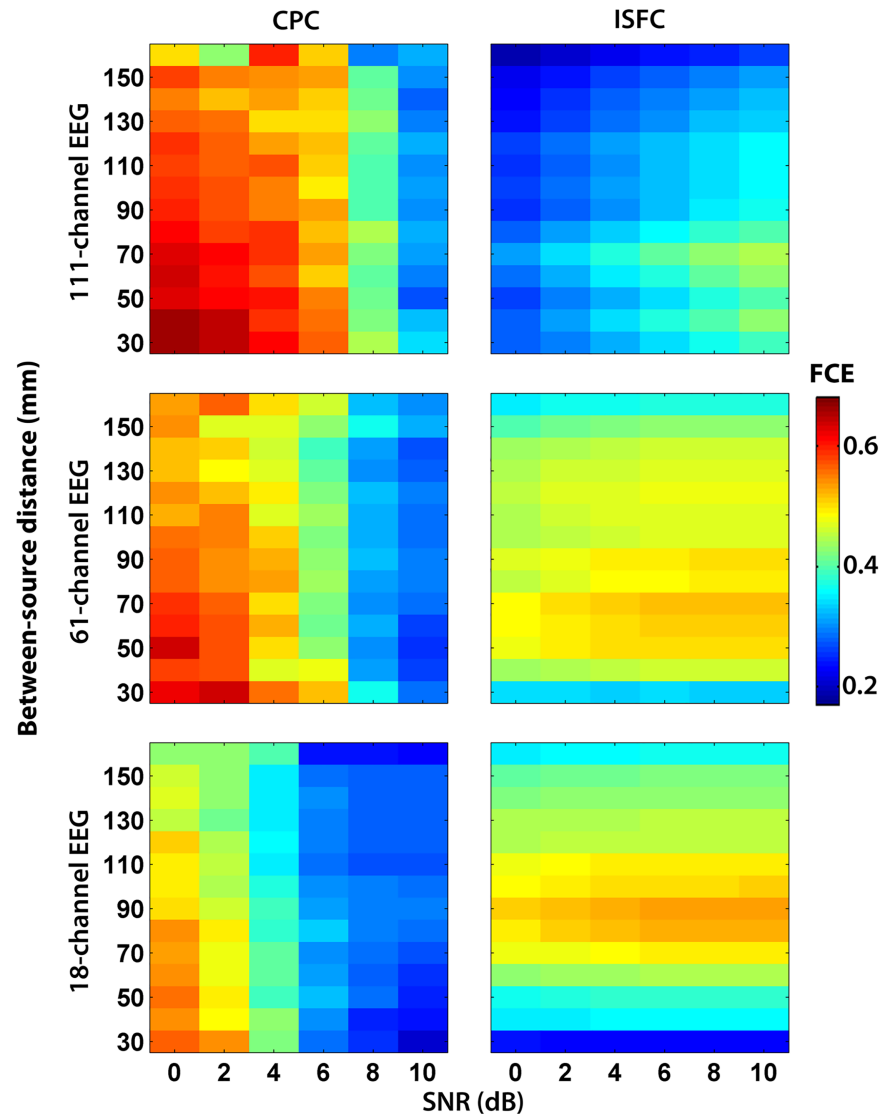 CPC
ISFC
111-channel EEG
150
130
110
90
70
50
30
Between-source distance (mm)
61-channel EEG
150
130
110
90
70
50
30
FCE
0.6
0.4
0.2
18-channel EEG
150
130
110
90
70
50
30
0 2 4 6 8 10
0 2 4 6 8 10
SNR (dB)